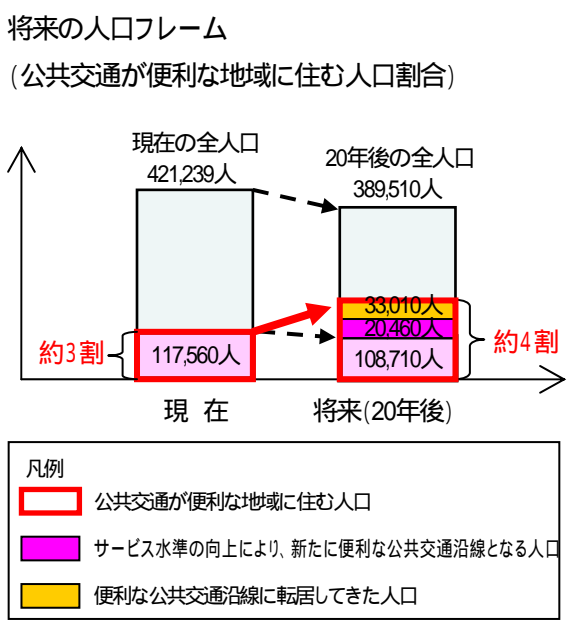 将来の人口フレーム
(公共交通が便利な地域に住む人口割合)
現在の全人口
421,239人
20年後の全人口
389,510人
33,010人
20,460人
約3割
117,560人
108,710人
約4割
現 在
将来(20年後)
凡例
公共交通が便利な地域に住む人口
サービス水準の向上により、新たに便利な公共交通沿線となる人口
便利な公共交通沿線に転居してきた人口